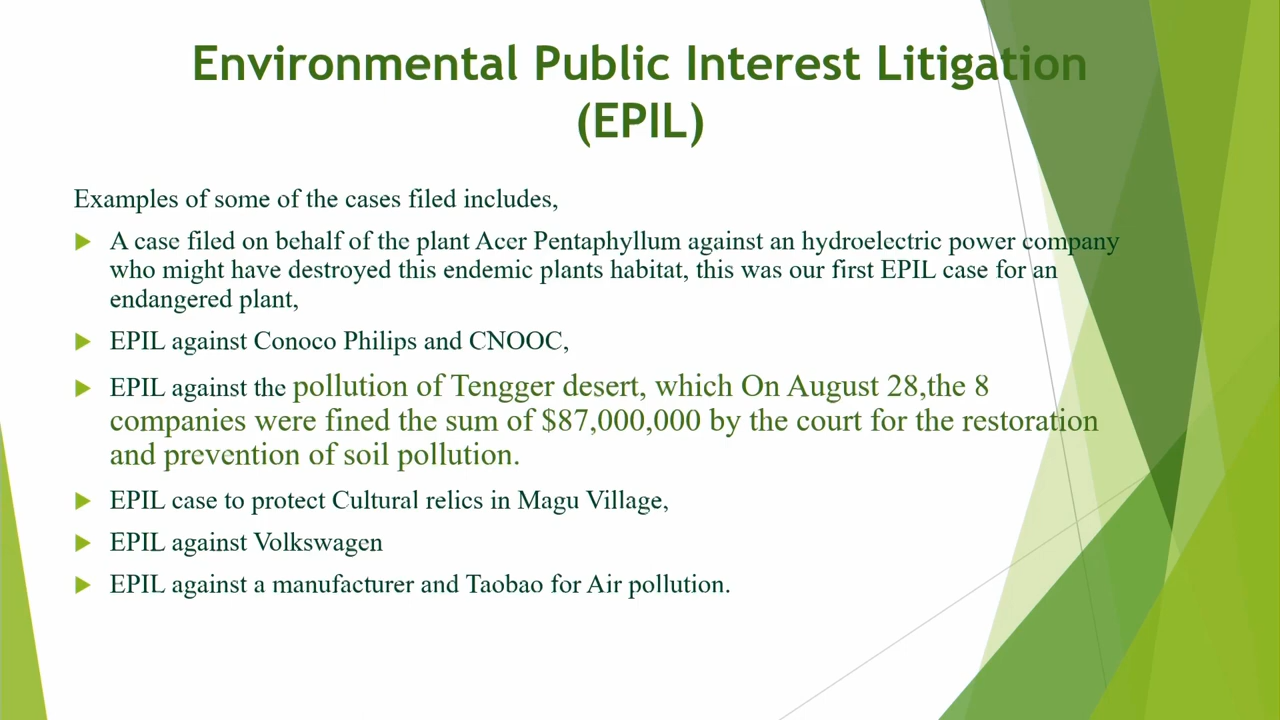 Environmental Public Interest Litigation
(EPIL)
Examples of some of the cases filed includes,
A case filed on behalf of the plant Acer Pentaphyllum against an hydroelectric power company
who might have destroyed this endemic plants habitat, this was our first EPIL case for an
endangered plant,
EPIL against Conoco Philips and CNOOC,
EPIL against the pollution of Tengger desert, which On August 28,the 8
companies were fined the sum of $87,000,000 by the court for the restoration
and prevention of soil pollution.
EPIL case to protect Cultural relics in Magu Village,
EPIL against Volkswagen
EPIL against a manufacturer and Taobao for Air pollution.